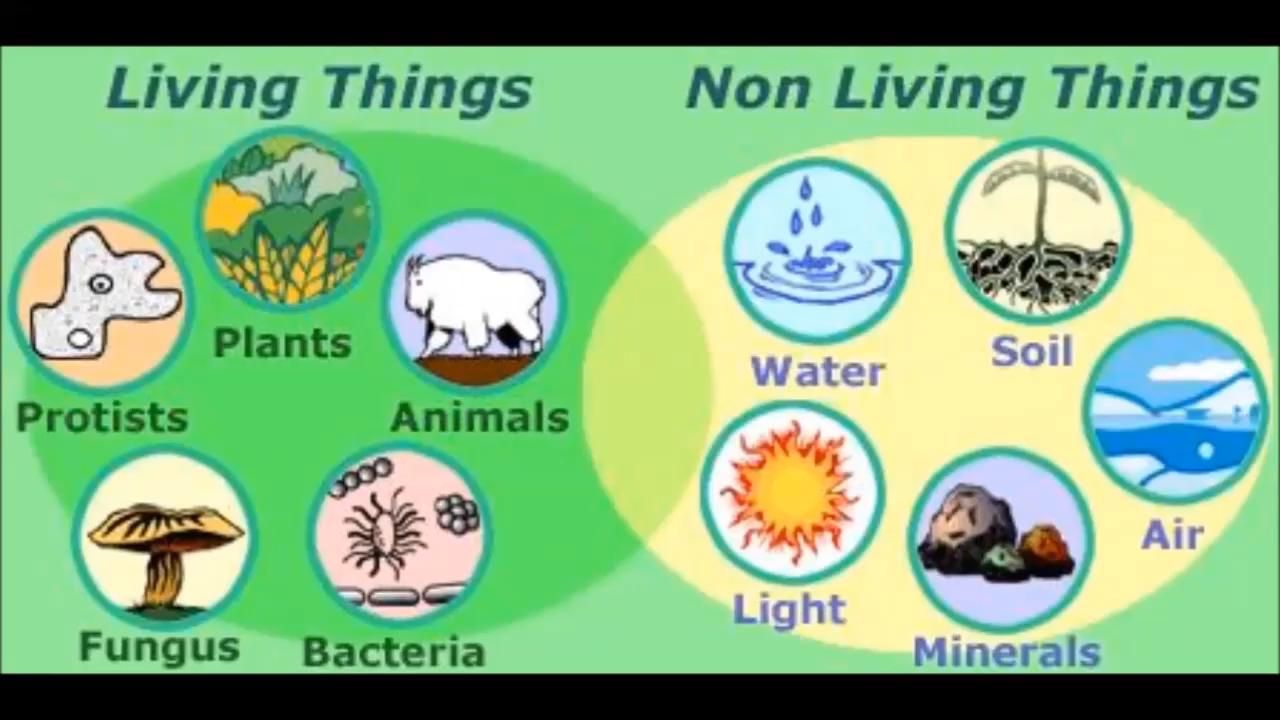 Living Things
Non Living Things
Plants
Protists
Animals
Fungus
Bacteria
Water
Soil
Light
Air
Minerals